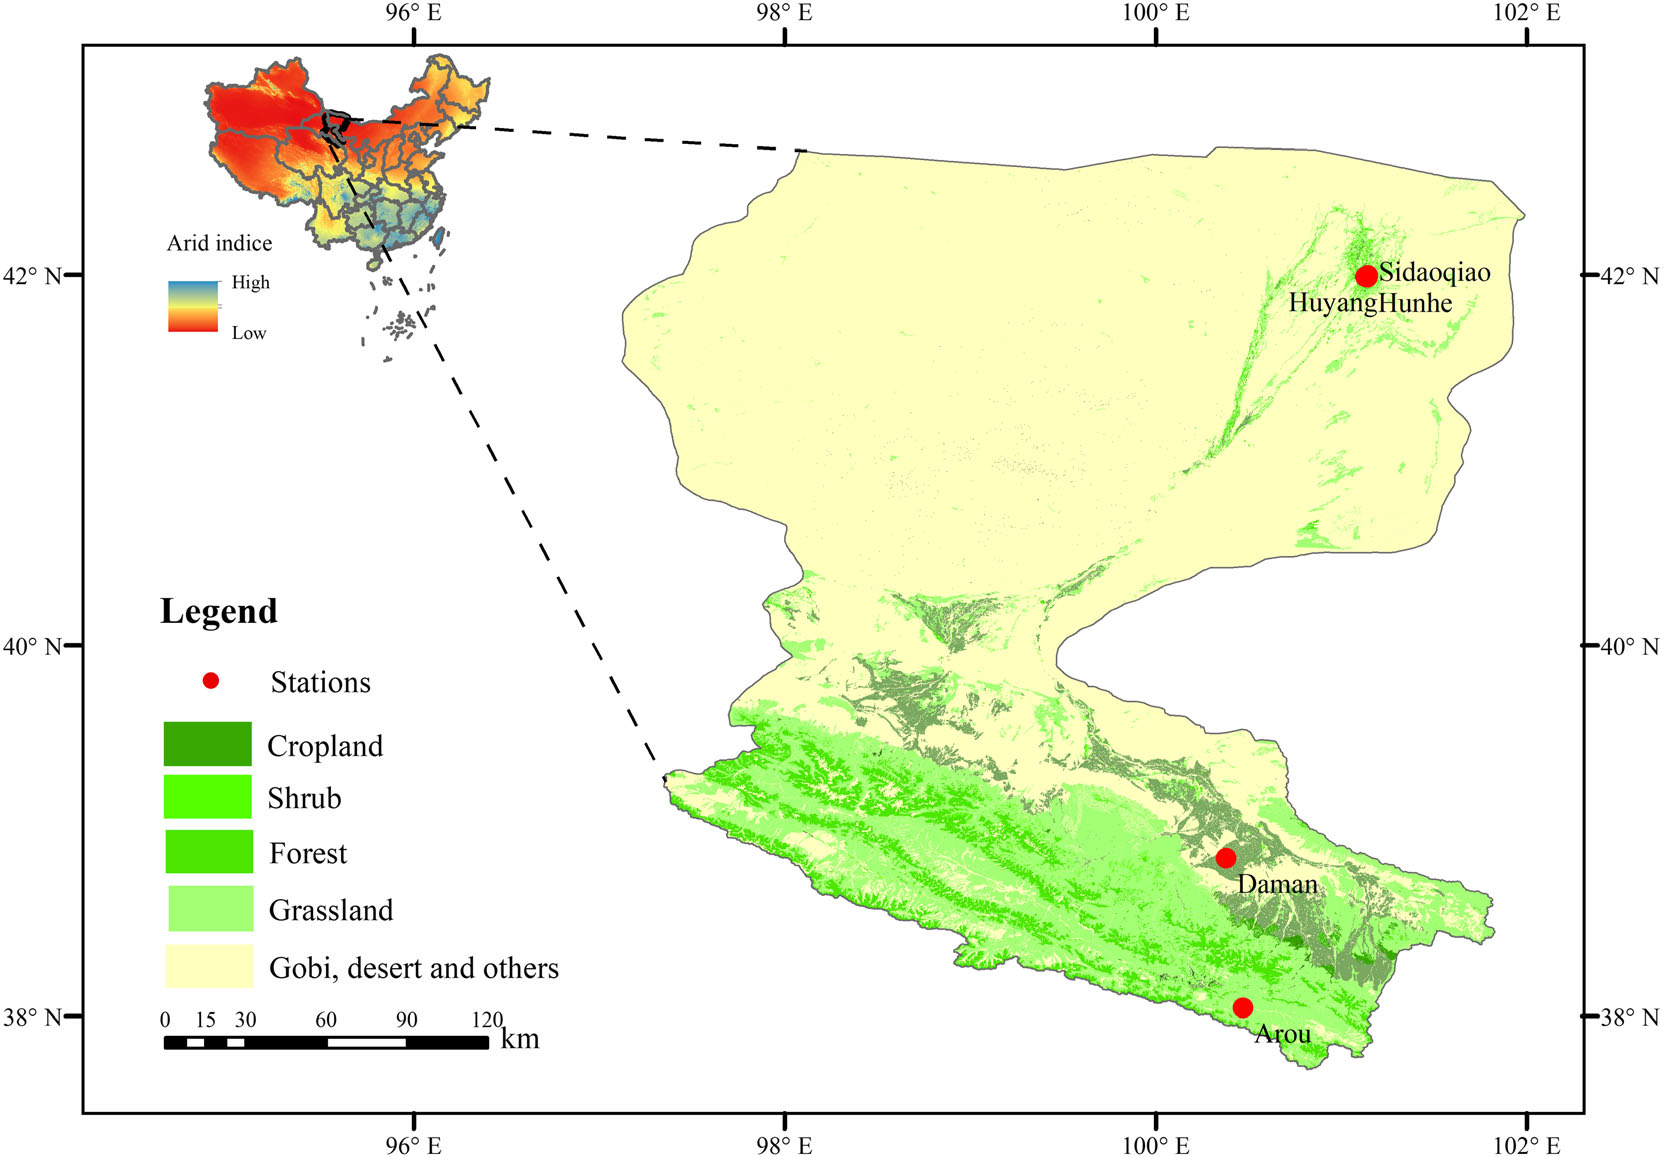 96° E
98° E
100° E
102° E
Arid indice
High
Low
42° N
42° N
Sidaoqiao
HuyangHunhe
Legend
40° N
40° N
Stations
Cropland
Shrub
Forest
Grassland
Gobi, desert and others
Daman
Arou
0 15 30 60 90 120
km
38° N
38° N
96° E
98° E
100° E
102° E